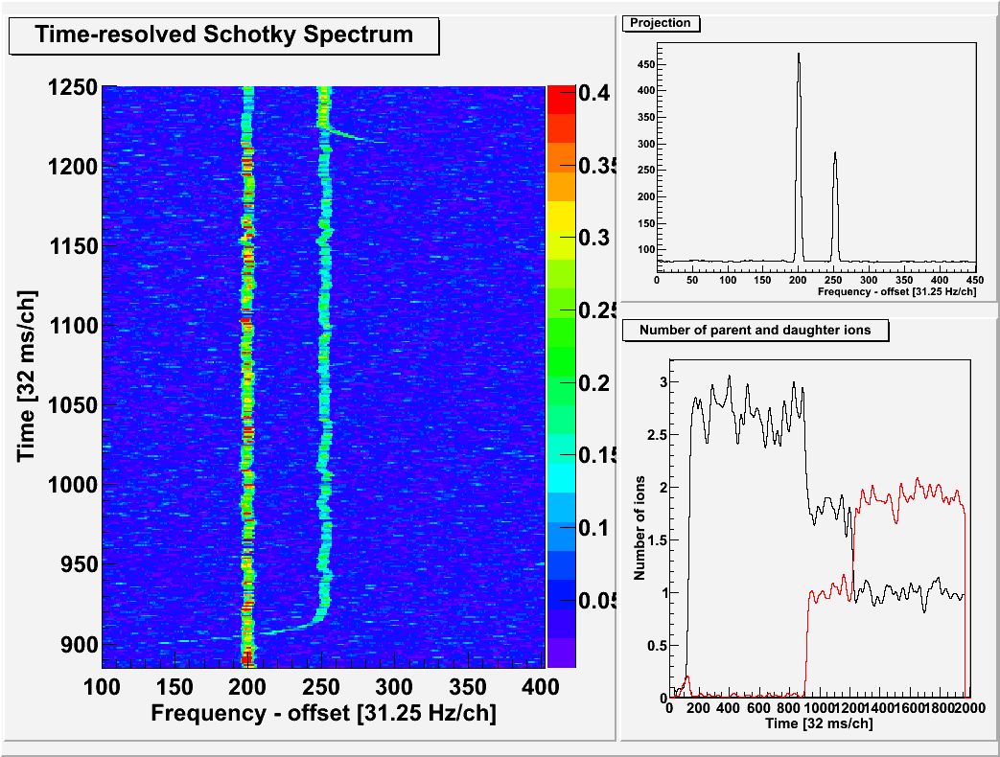 Time-resolved Schotky Spectrum
1250
1200
1150
1100
1050
1000
950
900
Time [32 ms/ch]
100 150 200 250 300 350 400
Frequency - offset [31.25 Hz/ch]
0.4
0.35
0.3
0.25
0.2
0.15
0.1
0.05
Projection
450
400
350
300
250
200
150
100
0 50 100 150 200 250 300 350 400 450
Frequency - offset [31.25 Hz/ch]
Number of parent and daughter ions
3
2.5
2
1.5
1
0.5
0
Number of ions
0 200 400 600 800 1000 1200 1400 1600 1800 2000
Time [32 ms/ch]